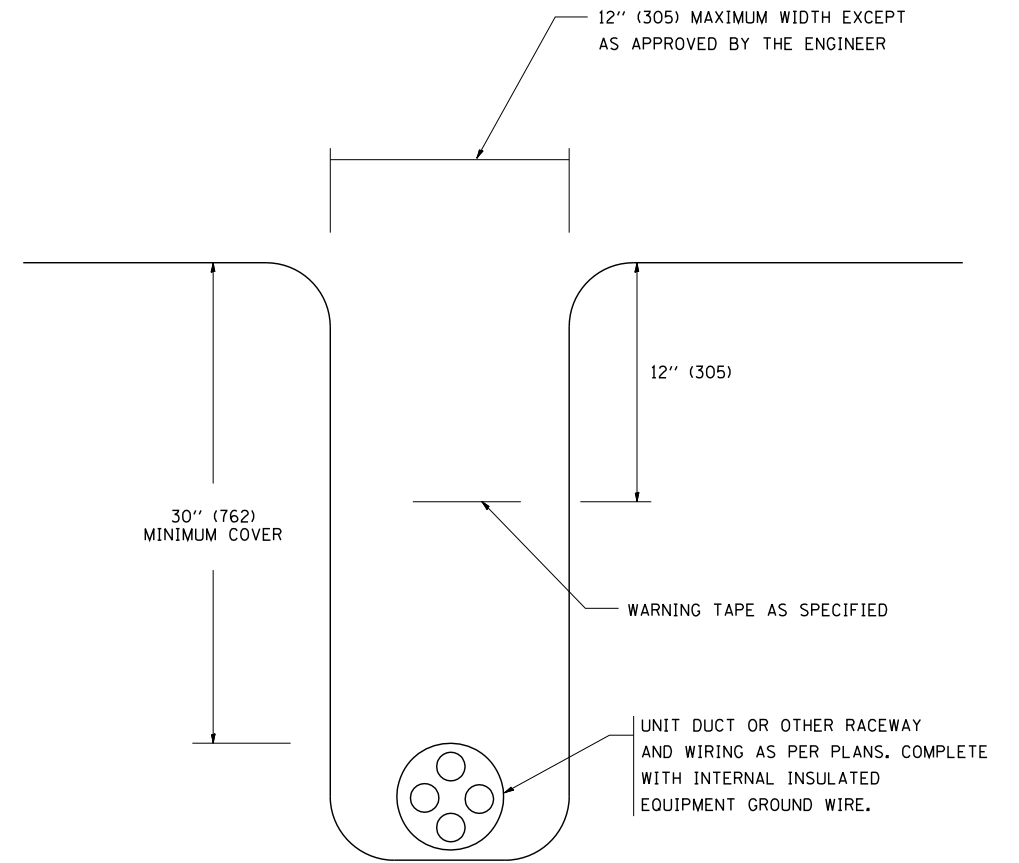 12'' (305) MAXIMUM WIDTH EXCEPT
AS APPROVED BY THE ENGINEER
12'' (305)
30'' (762)
MINIMUM COVER
WARNING TAPE AS SPECIFIED
UNIT DUCT OR OTHER RACEWAY
AND WIRING AS PER PLANS. COMPLETE
WITH INTERNAL INSULATED
EQUIPMENT GROUND WIRE.